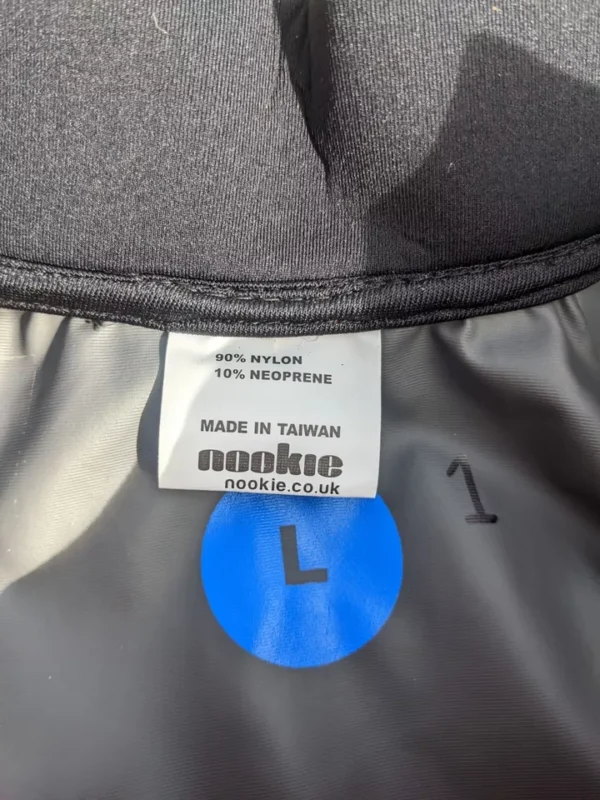 90% NYLON
10% NEOPRENE
MADE IN TAIWAN
nookie
nookie.co.uk
L
1